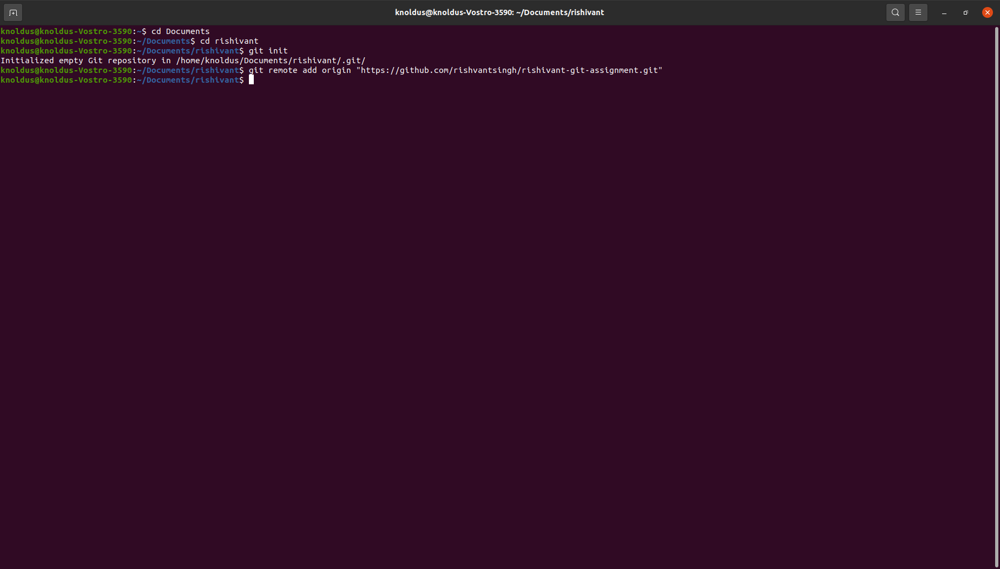 knoldus@knoldus-Vostro-3590: ~/Documents/rishivant
knoldus@knoldus-Vostro-3590:~$ cd Documents
knoldus@knoldus-Vostro-3590:~/Documents$ cd rishivant
knoldus@knoldus-Vostro-3590:~/Documents/rishivant$ git init
Initialized empty Git repository in /home/knoldus/Documents/rishivant/.git/
knoldus@knoldus-Vostro-3590:~/Documents/rishivant$ git remote add origin "https://github.com/rishvantsingh/rishivant-git-assignment.git"
knoldus@knoldus-Vostro-3590:~/Documents/rishivant$